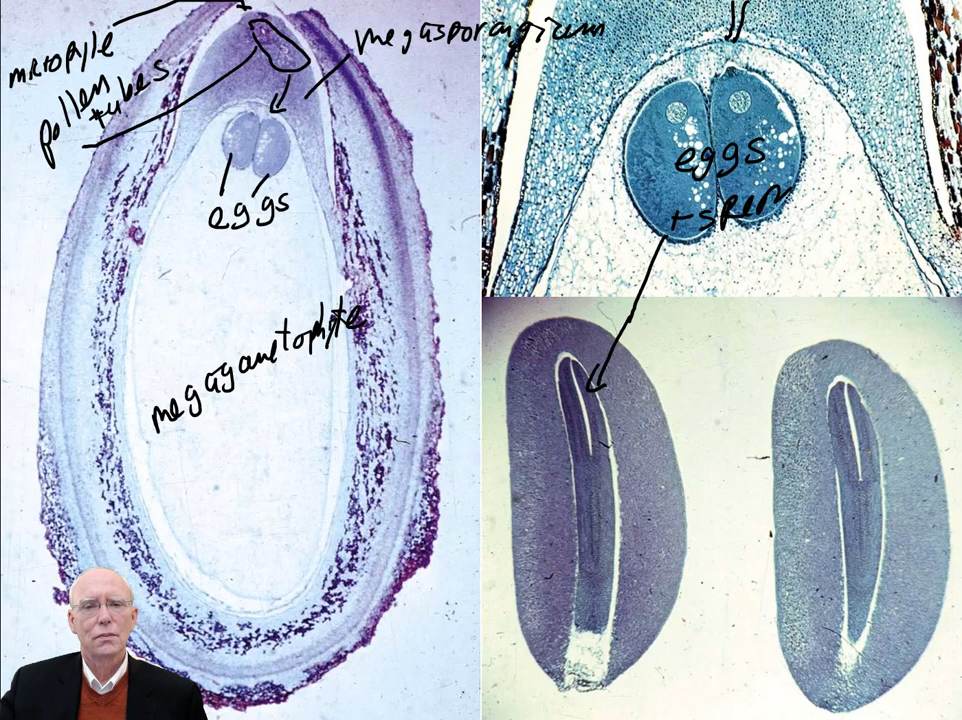 micropyle
pollen
tubes
megasporangium
eggs
megagametophyte
eggs
+ sperm